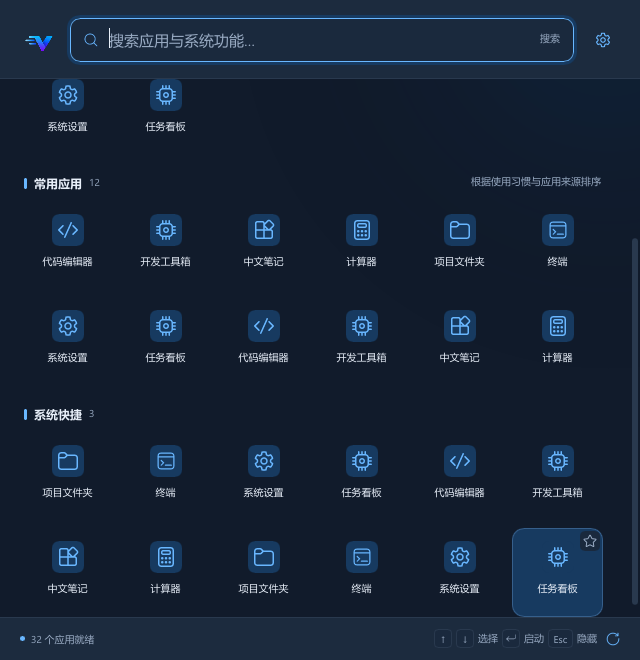 搜索应用与系统功能... 搜索
系统设置 任务看板
常用应用 12 根据使用习惯与应用来源排序
代码编辑器 开发工具箱 中文笔记 计算器 项目文件夹 终端
系统设置 任务看板 代码编辑器 开发工具箱 中文笔记 计算器
系统快捷 3
项目文件夹 终端 系统设置 任务看板 代码编辑器 开发工具箱
中文笔记 计算器 项目文件夹 终端 系统设置 任务看板
32 个应用就绪 ↑ ↓ 选择 ↵ 启动 Esc 隐藏